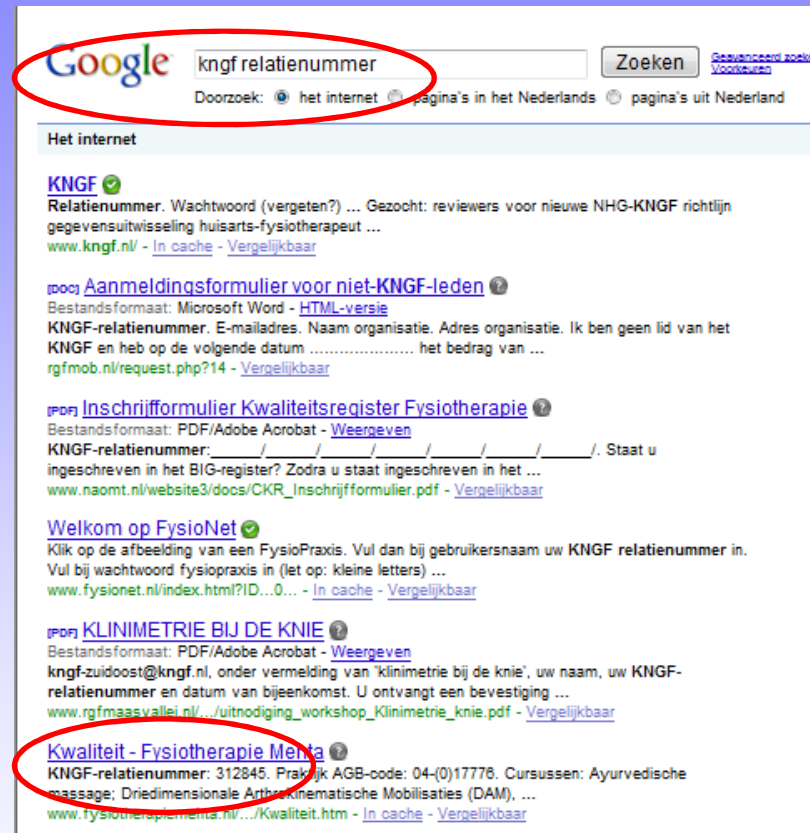 Google kngf relatienummer Zoeken Geavanceerd zoeken
Voorkeuren
Doorzoek: het internet pagina's in het Nederlands pagina's uit Nederland
Het internet
KNGF
Relatienummer. Wachtwoord (vergeten?) ... Gezocht: reviewers voor nieuwe NHG-KNGF richtlijn
gegevensuitwisseling huisarts-fysiotherapeut ...
www.kngf.nl/ - In cache - Vergelijkbaar
[DOC] Aanmeldingsformulier voor niet-KNGF-leden
Bestandsformaat: Microsoft Word - HTML-versie
KNGF-relatienummer. E-mailadres. Naam organisatie. Adres organisatie. Ik ben geen lid van het
KNGF en heb op de volgende datum ………………… het bedrag van ...
rgfmob.nl/request.php?14 - Vergelijkbaar
[PDF] Inschrijfformulier Kwaliteitsregister Fysiotherapie
Bestandsformaat: PDF/Adobe Acrobat - Weergeven
KNGF-relatienummer:_____/_____/_____/_____/_____/_____/_____/. Staat u
ingeschreven in het BIG-register? Zodra u staat ingeschreven in het ...
www.naomt.nl/website3/docs/CKR_Inschrijfformulier.pdf - Vergelijkbaar
Welkom op FysioNet
Klik op de afbeelding van een FysioPraxis. Vul dan bij gebruikersnaam uw KNGF relatienummer in.
Vul bij wachtwoord fysiopraxis in (let op: kleine letters) ...
www.fysionet.nl/index.html?ID...0... - In cache - Vergelijkbaar
[PDF] KLINIMETRIE BIJ DE KNIE
Bestandsformaat: PDF/Adobe Acrobat - Weergeven
kngf-zuidoost@kngf.nl, onder vermelding van 'klinimetrie bij de knie', uw naam, uw KNGF-
relatienummer en datum van bijeenkomst. U ontvangt een bevestiging ...
www.rgfmaasvallei.nl/.../uitnodiging_workshop_Klinimetrie_knie.pdf - Vergelijkbaar
Kwaliteit - Fysiotherapie Mehta
KNGF-relatienummer: 312845. Praktijk AGB-code: 04-(0)17776. Cursussen: Ayurvedische
massage; Driedimensionale Arthrokinematische Mobilisaties (DAM), ...
www.fysiotherapiemehta.nl/.../Kwaliteit.htm - In cache - Vergelijkbaar